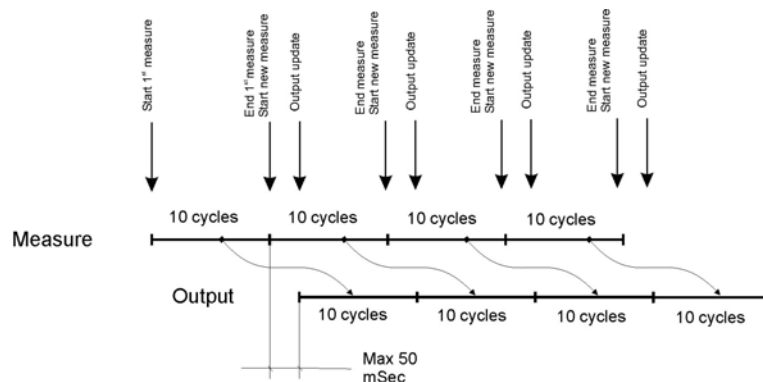 Start 1st measure
End 1st measure
Start new measure
Output update
End measure
Start new measure
Output update
End measure
Start new measure
Output update
End measure
Start new measure
Output update
10 cycles
10 cycles
10 cycles
10 cycles
Measure
Output
10 cycles
10 cycles
10 cycles
10 cycles
Max 50
mSec